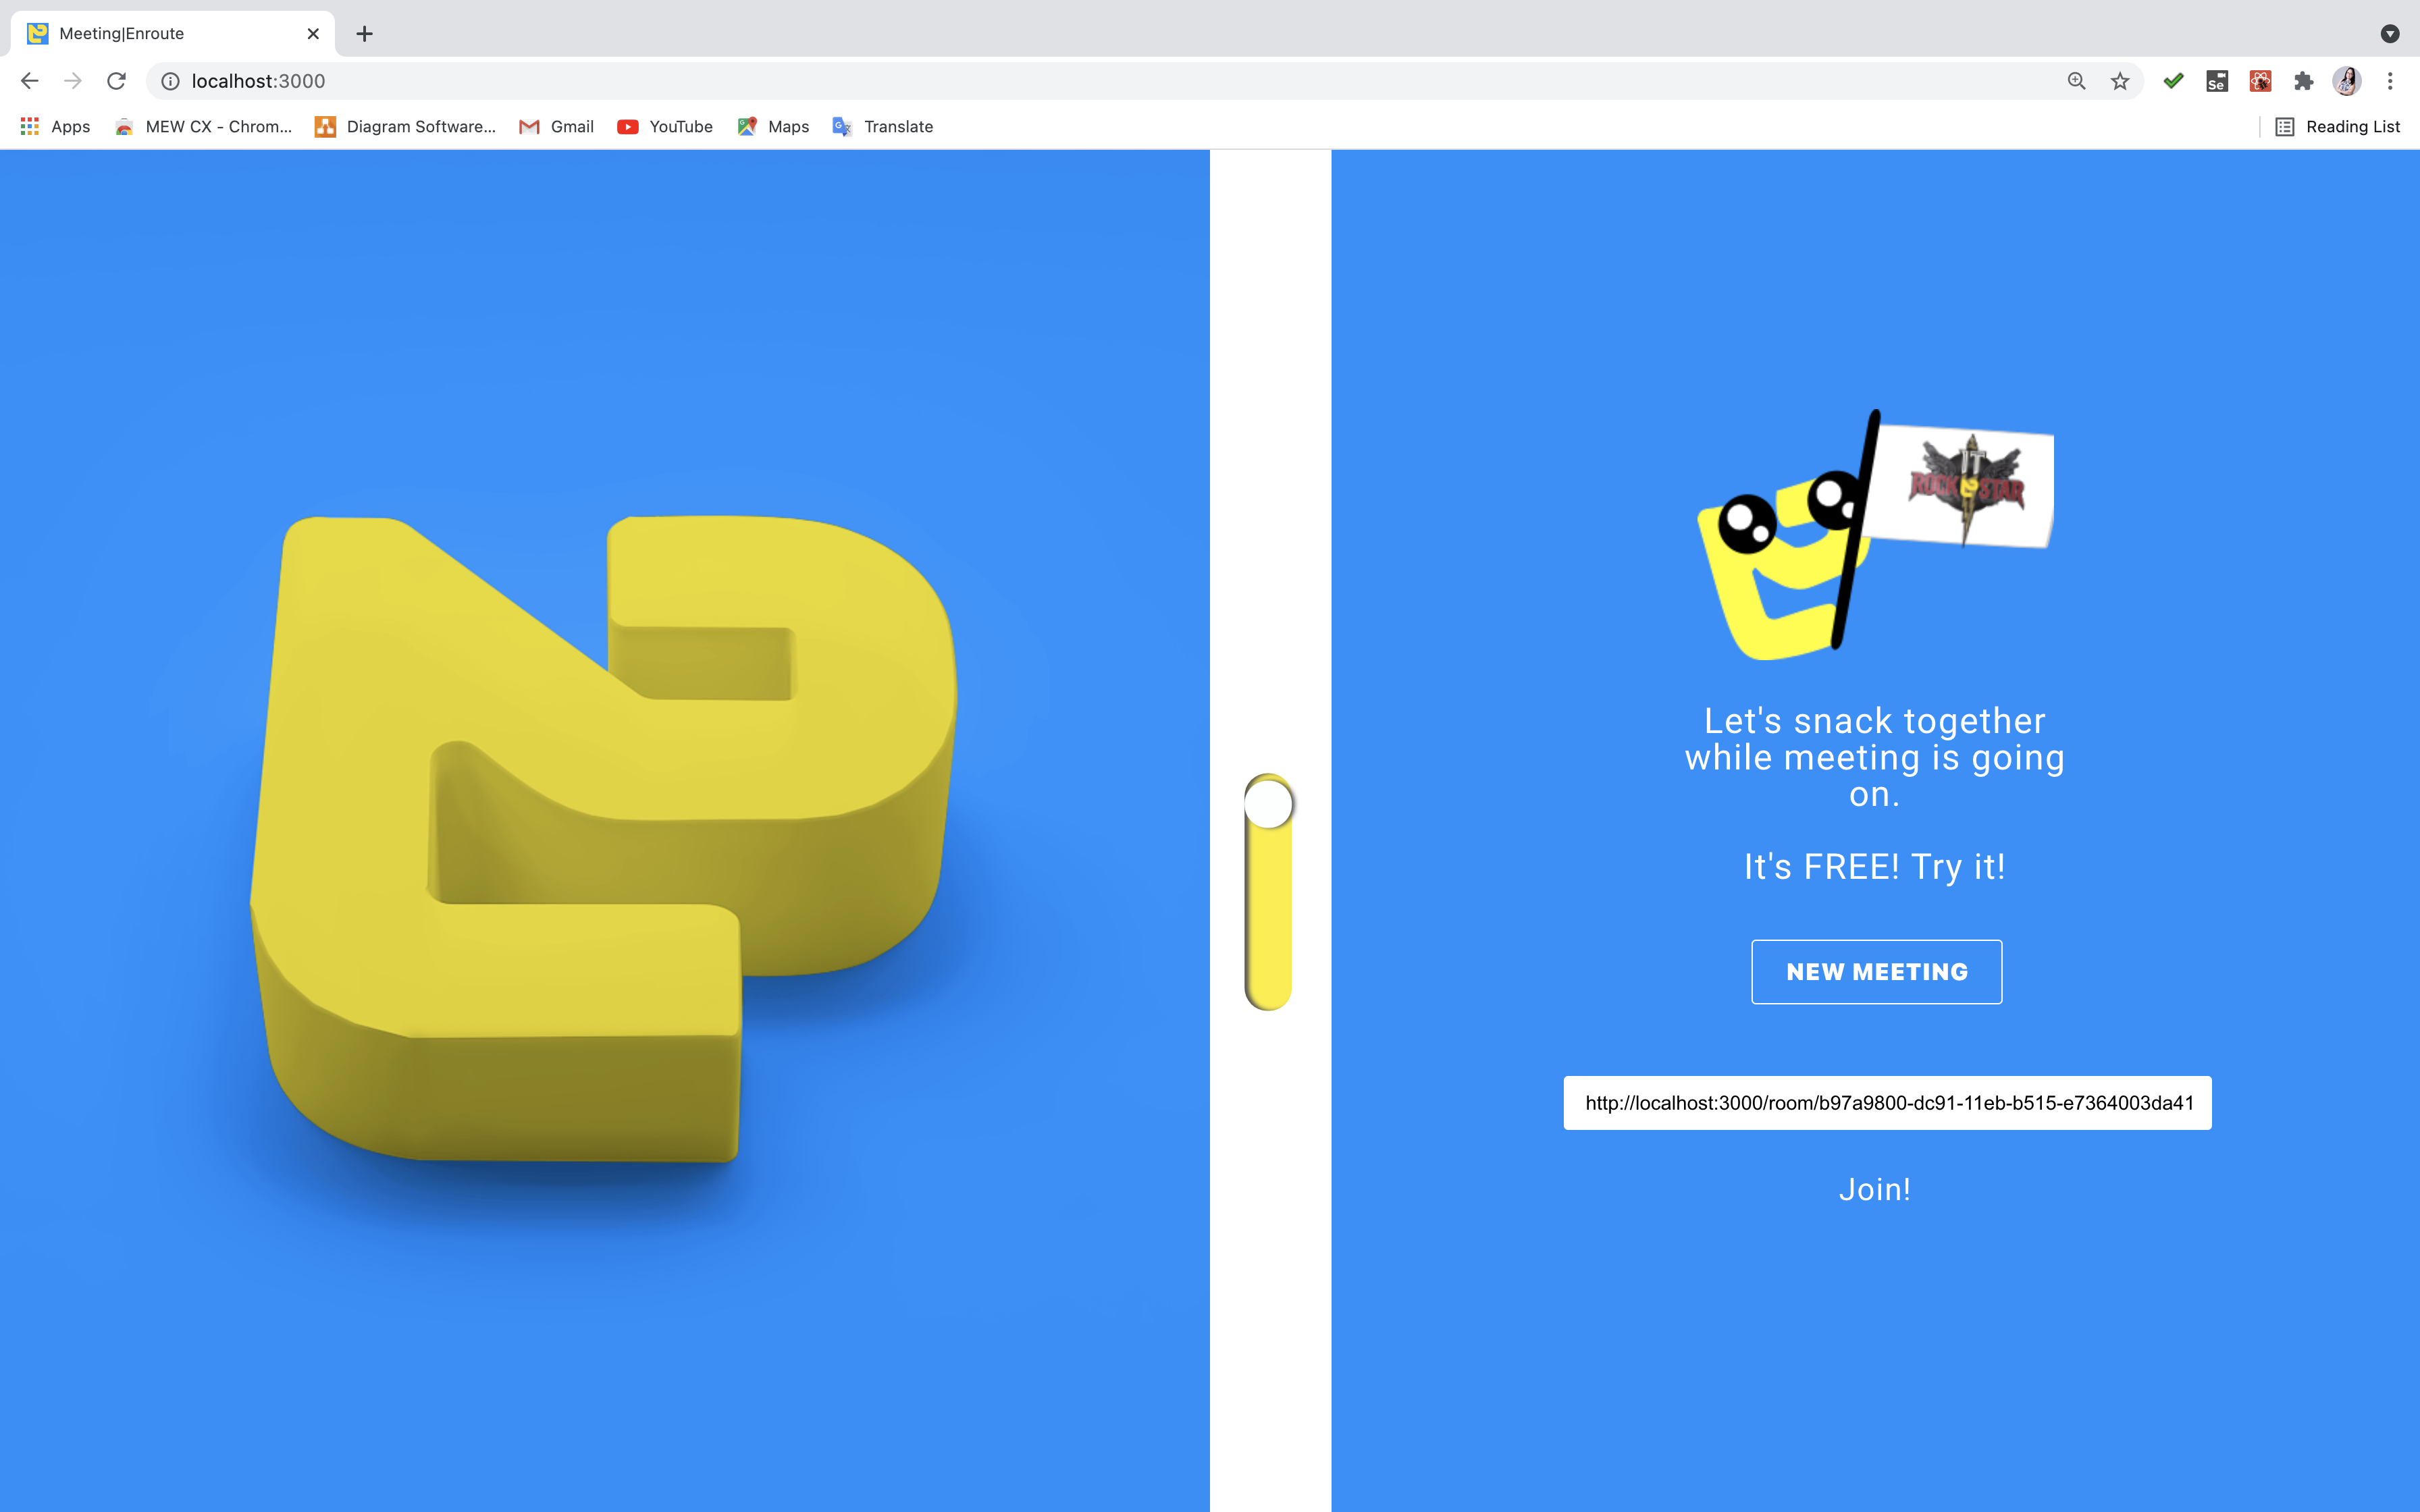 Meeting|Enroute
localhost:3000
Se
Apps
MEW CX - Chrom...
Diagram Software...
Gmail
YouTube
Maps
Translate
Reading List
IT
ROCK STAR
Let's snack together
while meeting is going
on.
It's FREE! Try it!
NEW MEETING
http://localhost:3000/room/b97a9800-dc91-11eb-b515-e7364003da41
Join!